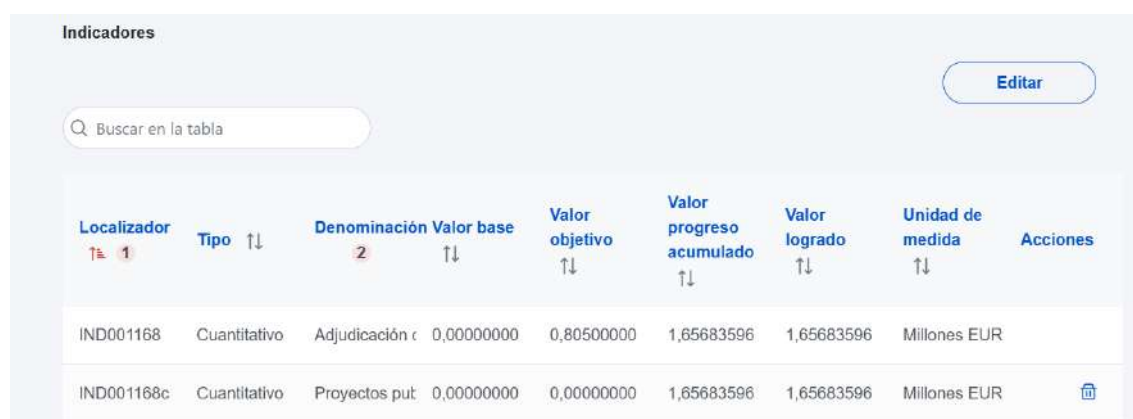 Indicadores
Editar
Buscar en la tabla
Localizador 1 Tipo Denominación 2 Valor base Valor objetivo Valor progreso acumulado Valor logrado Unidad de medida Acciones
IND001168 Cuantitativo Adjudicación 0,00000000 0,80500000 1,65683596 1,65683596 Millones EUR
IND001168c Cuantitativo Proyectos 0,00000000 0,00000000 1,65683596 1,65683596 Millones EUR